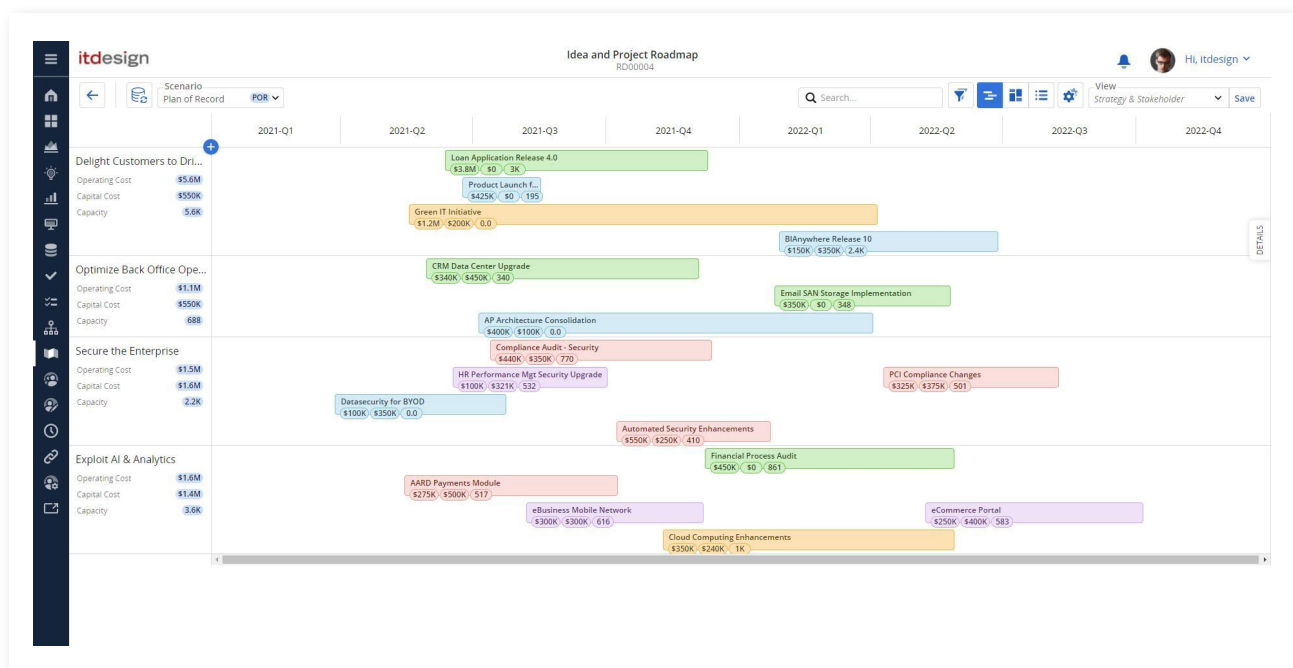 itdesign
Idea and Project Roadmap
RD00004
Hi, itdesign
Scenario
Plan of Record POR
Search...
View
Strategy & Stakeholder
Save
2021-Q1 2021-Q2 2021-Q3 2021-Q4 2022-Q1 2022-Q2 2022-Q3 2022-Q4
Delight Customers to Dri...
Operating Cost $5.6M
Capital Cost $550K
Capacity 5.6K
Loan Application Release 4.0
$3.8M $0 3K
Product Launch f...
$425K $0 195
Green IT Initiative
$1.2M $200K 0.0
BIAnywhere Release 10
$150K $350K 2.4K
DETAILS
Optimize Back Office Ope...
Operating Cost $1.1M
Capital Cost $550K
Capacity 688
CRM Data Center Upgrade
$340K $450K 340
Email SAN Storage Implementation
$350K $0 348
AP Architecture Consolidation
$400K $100K 0.0
Secure the Enterprise
Operating Cost $1.5M
Capital Cost $1.6M
Capacity 2.2K
Compliance Audit - Security
$440K $350K 770
HR Performance Mgt Security Upgrade
$100K $321K 532
PCI Compliance Changes
$325K $375K 501
Datasecurity for BYOD
$100K $350K 0.0
Automated Security Enhancements
$550K $250K 410
Exploit AI & Analytics
Operating Cost $1.6M
Capital Cost $1.4M
Capacity 3.6K
Financial Process Audit
$450K $0 861
AARD Payments Module
$275K $500K 517
eBusiness Mobile Network
$300K $300K 616
eCommerce Portal
$250K $400K 583
Cloud Computing Enhancements
$350K $240K 1K